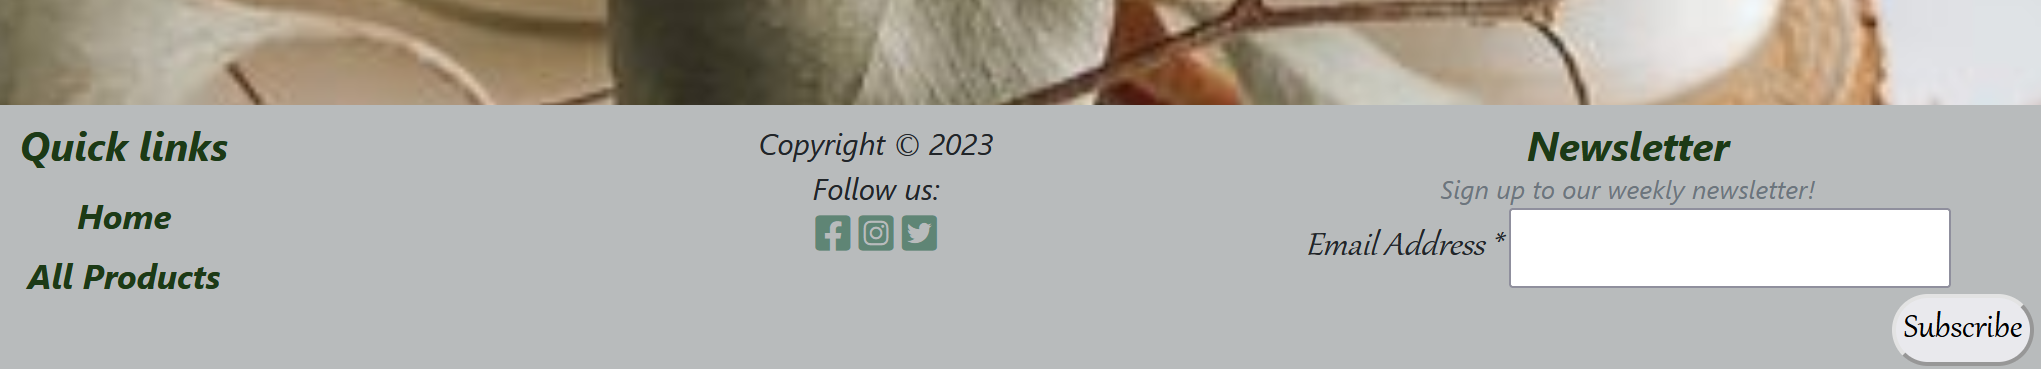 Quick links
Home
All Products
Copyright © 2023
Follow us:
Newsletter
Sign up to our weekly newsletter!
Email Address *
Subscribe